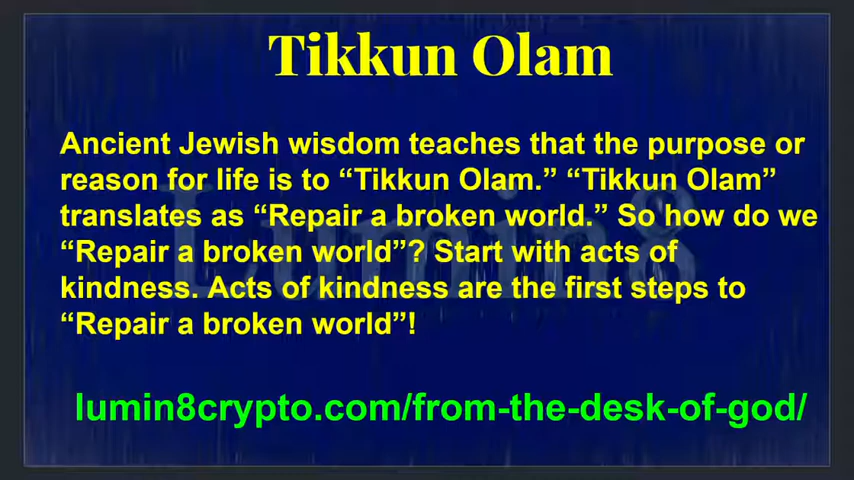 Tikkun Olam
Ancient Jewish wisdom teaches that the purpose or
reason for life is to “Tikkun Olam.” “Tikkun Olam”
translates as “Repair a broken world.” So how do we
“Repair a broken world”? Start with acts of
kindness. Acts of kindness are the first steps to
“Repair a broken world”!
Lumin8
lumin8crypto.com/from-the-desk-of-god/